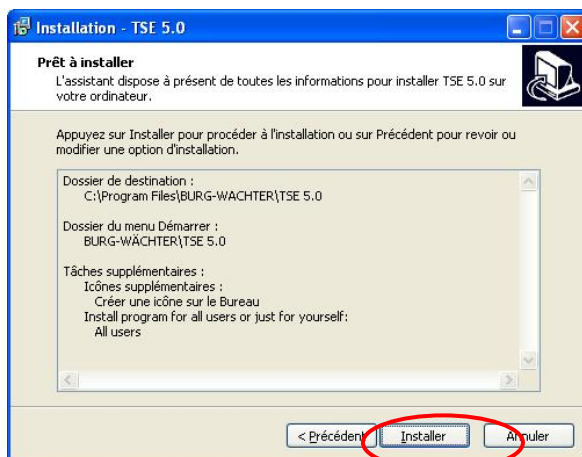 Installation - TSE 5.0
Prêt à installer
L'assistant dispose à présent de toutes les informations pour installer TSE 5.0 sur
votre ordinateur.
Appuyez sur Installer pour procéder à l'installation ou sur Précédent pour revoir ou
modifier une option d'installation.
Dossier de destination :
C:\Program Files\BURG-WACHTER\TSE 5.0
Dossier du menu Démarrer :
BURG-WÄCHTER\TSE 5.0
Tâches supplémentaires :
Icônes supplémentaires :
Créer une icône sur le Bureau
Install program for all users or just for yourself:
All users
< Précédent Installer Annuler